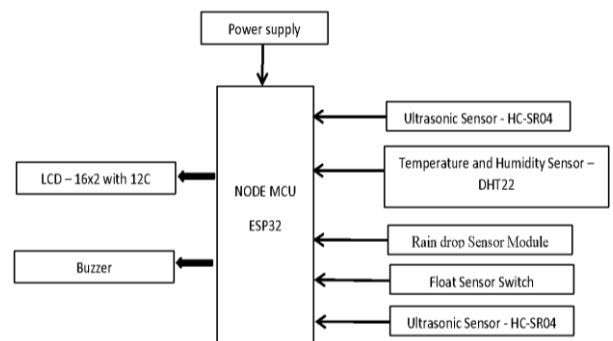 Power supply
Ultrasonic Sensor - HC-SR04
Temperature and Humidity Sensor –
DHT22
LCD – 16x2 with 12C
NODE MCU
ESP32
Rain drop Sensor Module
Buzzer
Float Sensor Switch
Ultrasonic Sensor - HC-SR04